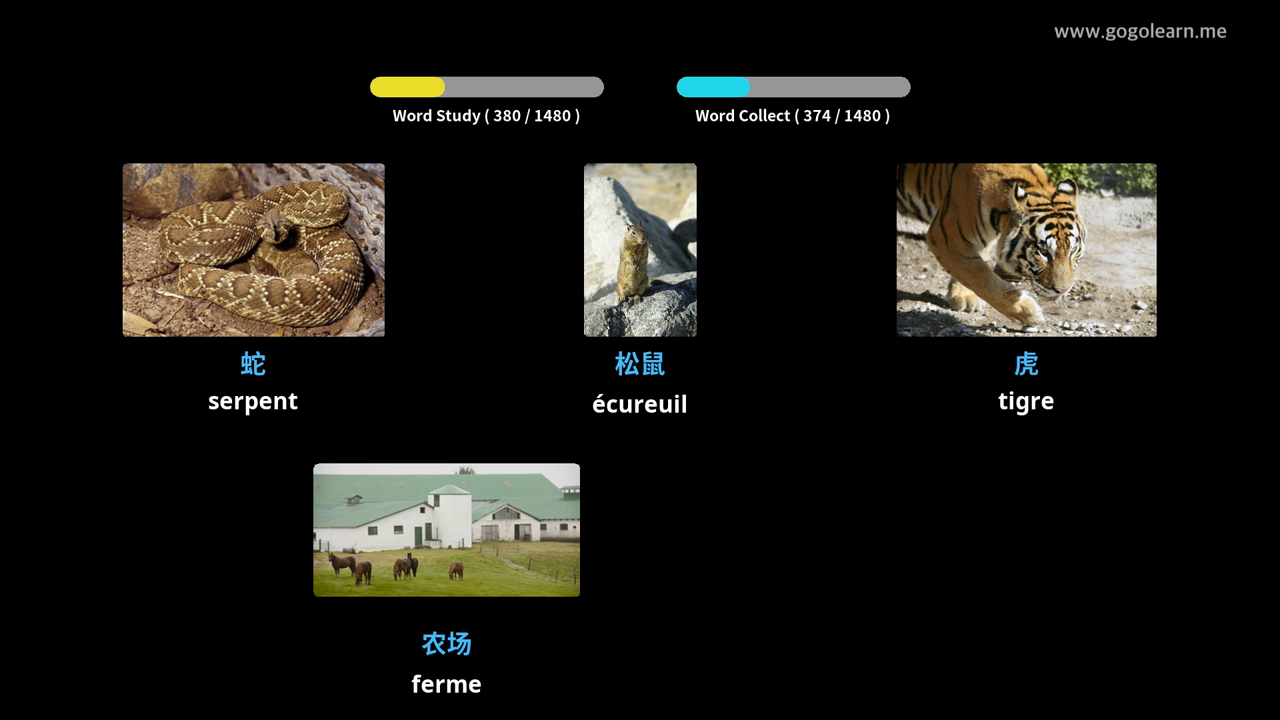 www.gogolearn.me
Word Study ( 380 / 1480 )
Word Collect ( 374 / 1480 )
蛇
serpent
松鼠
écureuil
虎
tigre
农场
ferme